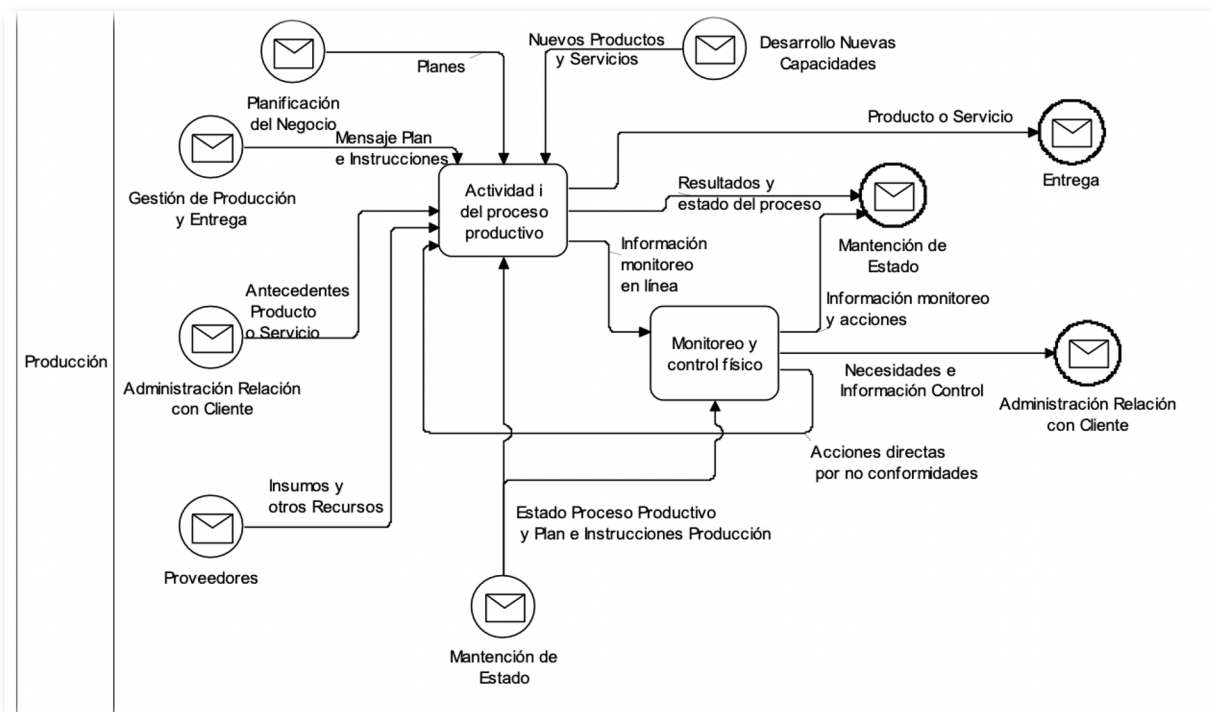 Producción
Planificación
del Negocio
Planes
Nuevos Productos
y Servicios
Desarrollo Nuevas
Capacidades
Mensaje Plan
e Instrucciones
Gestión de Producción
y Entrega
Actividad i
del proceso
productivo
Producto o Servicio
Entrega
Resultados y
estado del proceso
Mantención de
Estado
Información
monitoreo
en línea
Antecedentes
Producto
o Servicio
Administración Relación
con Cliente
Información monitoreo
y acciones
Monitoreo y
control físico
Necesidades e
Información Control
Administración Relación
con Cliente
Acciones directas
por no conformidades
Insumos y
otros Recursos
Proveedores
Estado Proceso Productivo
y Plan e Instrucciones Producción
Mantención de
Estado